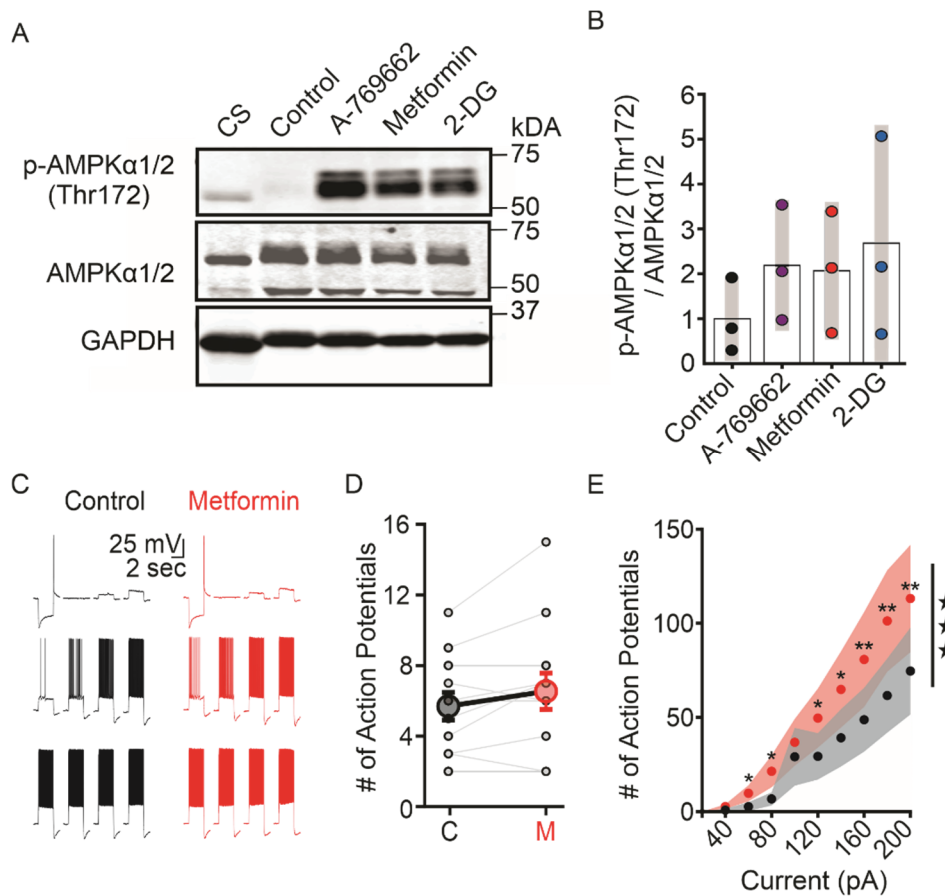 A
CS
Control
A-769662
Metformin
2-DG
kDA
p-AMPKα1/2
(Thr172)
75
50
AMPKα1/2
75
50
GAPDH
37
B
p-AMPKα1/2 (Thr172)
/ AMPKα1/2
6
5
4
3
2
1
0
Control
A-769662
Metformin
2-DG
C
Control
Metformin
25 mV
2 sec
D
# of Action Potentials
16
12
8
4
0
C
M
E
# of Action Potentials
150
100
50
0
* * * * ** ** **
★★★
40
80
120
160
200
Current (pA)